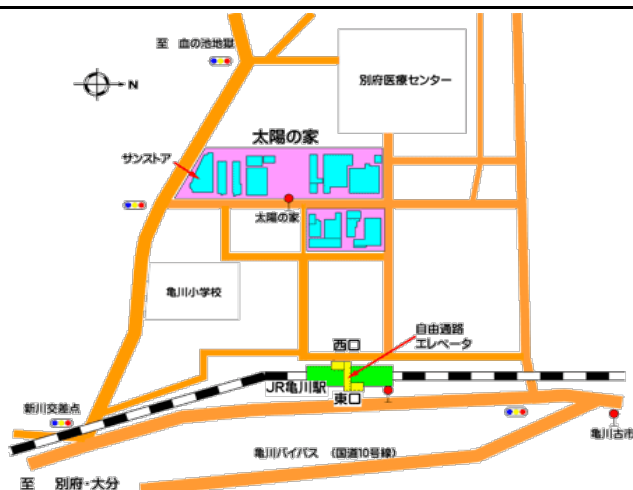 至 血の池地獄
N
別府医療センター
太陽の家
サンストア
太陽の家
亀川小学校
自由通路
エレベータ
西口
JR亀川駅
東口
新川交差点
亀川古市
亀川バイパス (国道10号線)
至 別府・大分